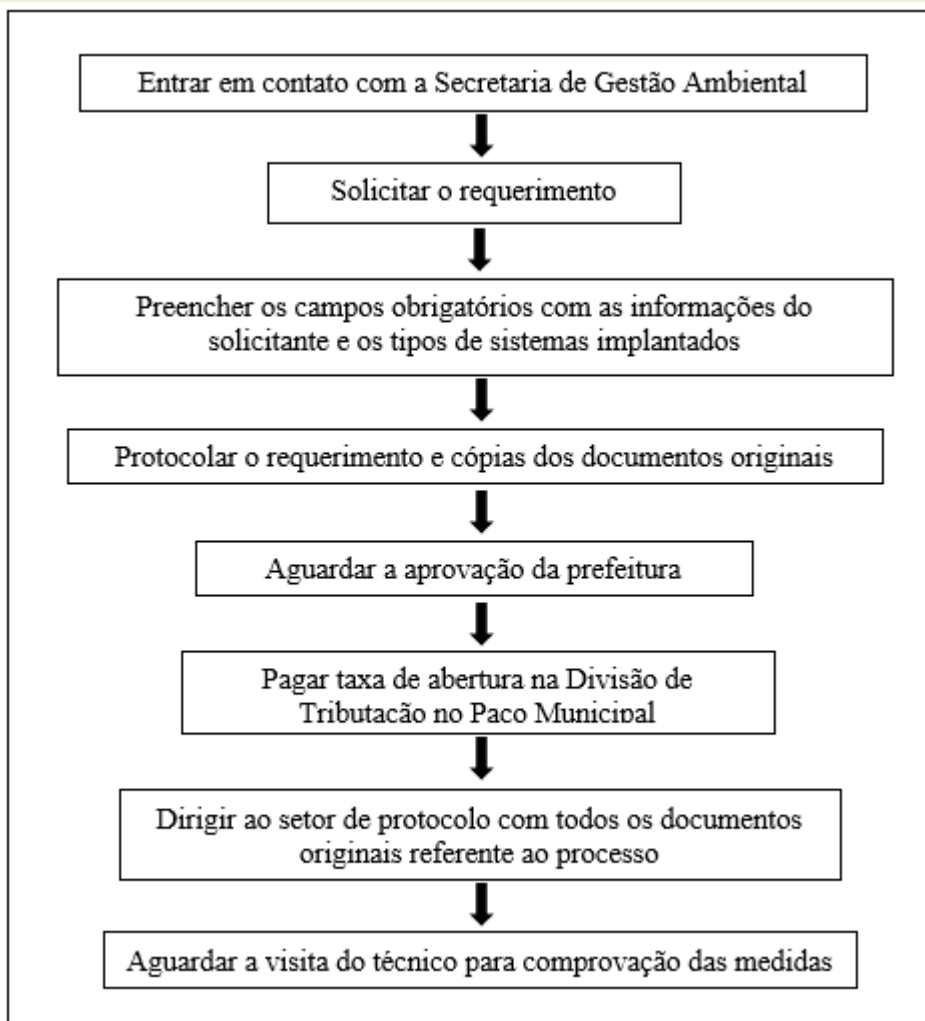 Entrar em contato com a Secretaria de Gestão Ambiental
Solicitar o requerimento
Preencher os campos obrigatórios com as informações do
solicitante e os tipos de sistemas implantados
Protocolar o requerimento e cópias dos documentos originais
Aguardar a aprovação da prefeitura
Pagar taxa de abertura na Divisão de
Tributação no Paço Municipal
Dirigir ao setor de protocolo com todos os documentos
originais referente ao processo
Aguardar a visita do técnico para comprovação das medidas